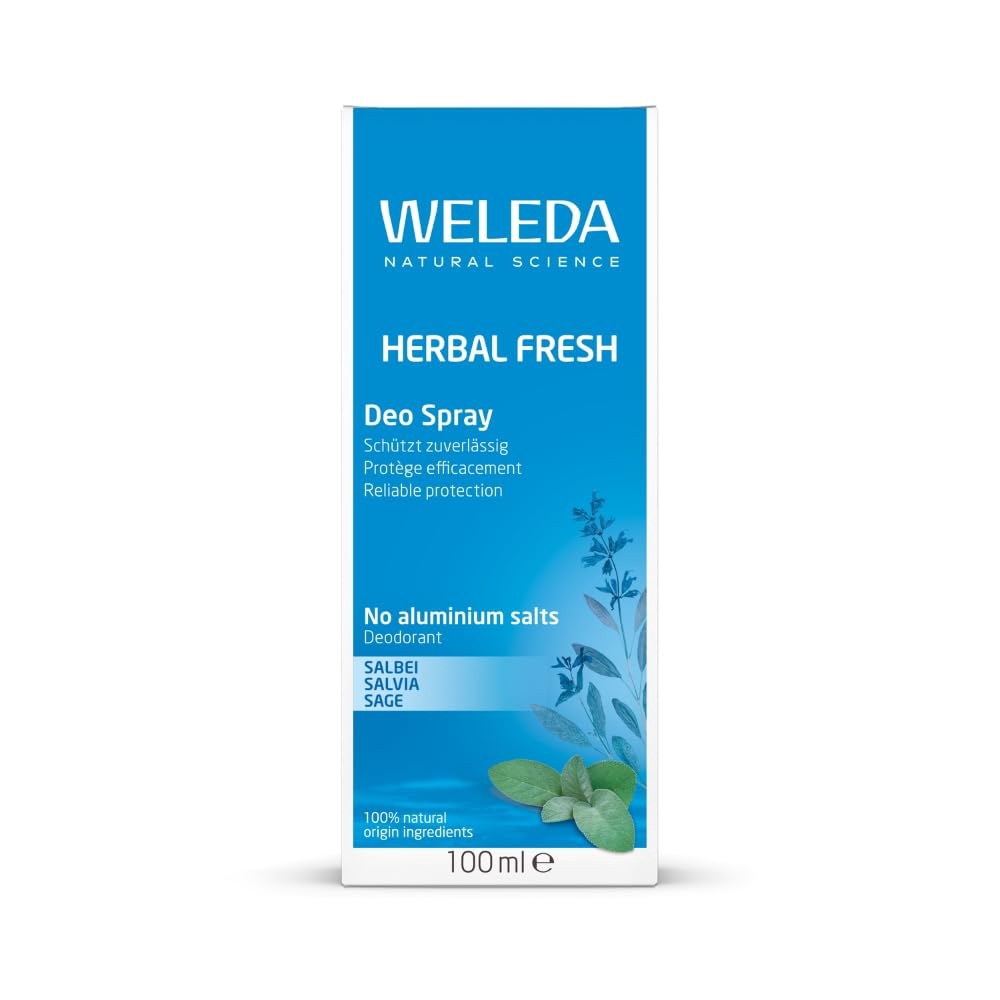 WELEDA
NATURAL SCIENCE
HERBAL FRESH
Deo Spray
Schützt zuverlässig
Protège efficacement
Reliable protection
No aluminium salts
Deodorant
SALBEI
SALVIA
SAGE
100% natural
origin ingredients
100 ml ℮